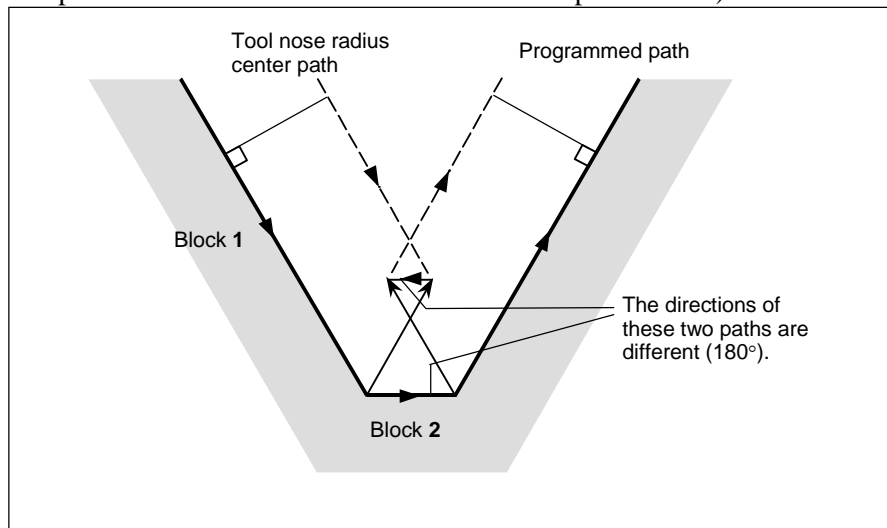 Tool nose radius
center path
Programmed path
Block 1
The directions of
these two paths are
different (180°).
Block 2